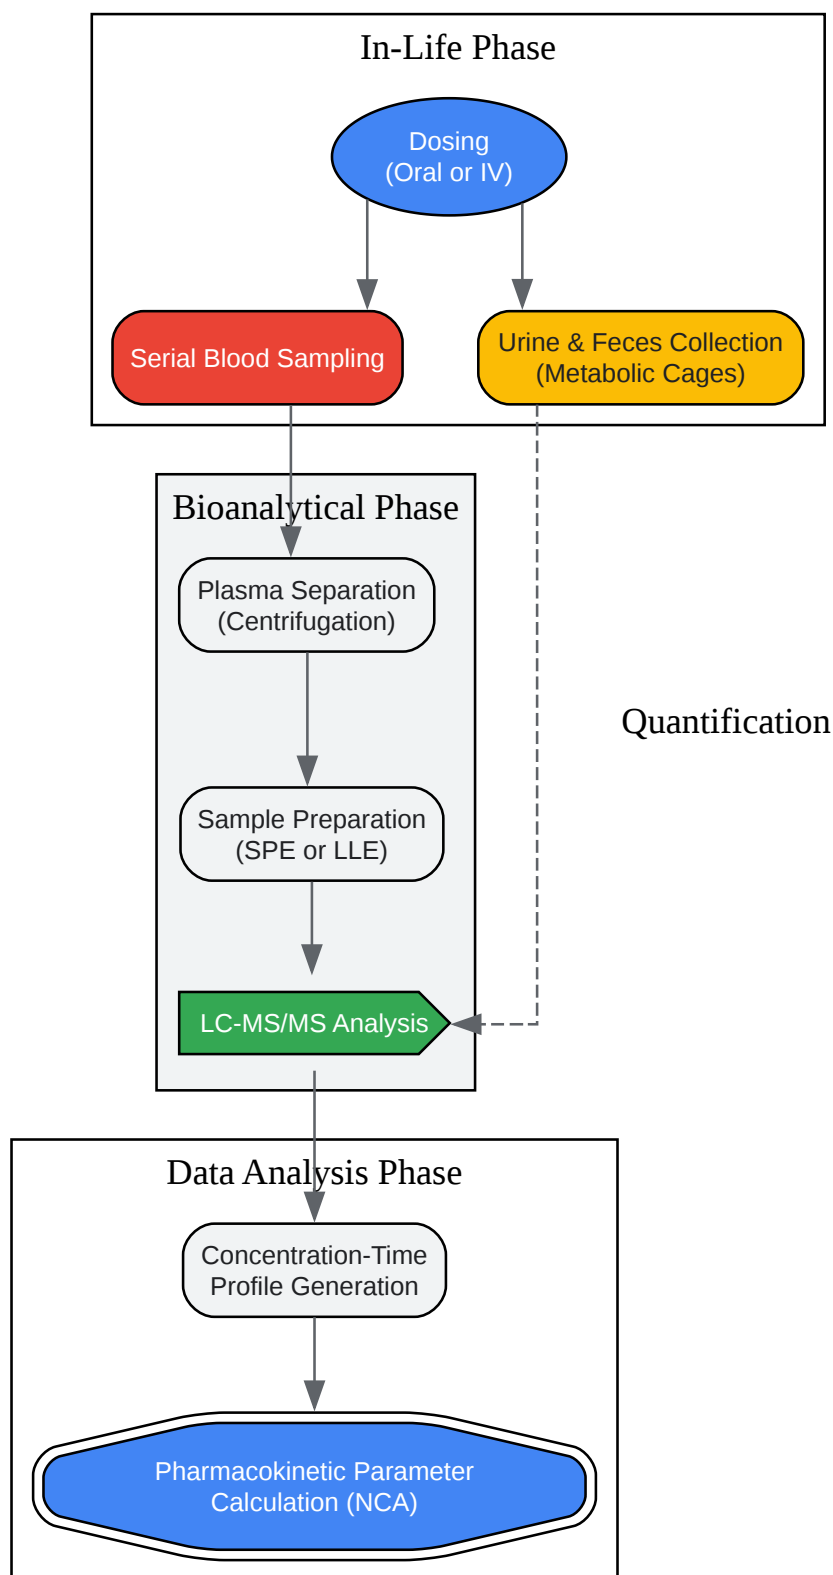 In-Life Phase
Dosing
(Oral or IV)
Serial Blood Sampling
Urine & Feces Collection
(Metabolic Cages)
Bioanalytical Phase
Plasma Separation
(Centrifugation)
Quantification
Sample Preparation
(SPE or LLE)
LC-MS/MS Analysis
Data Analysis Phase
Concentration-Time
Profile Generation
Pharmacokinetic Parameter
Calculation (NCA)